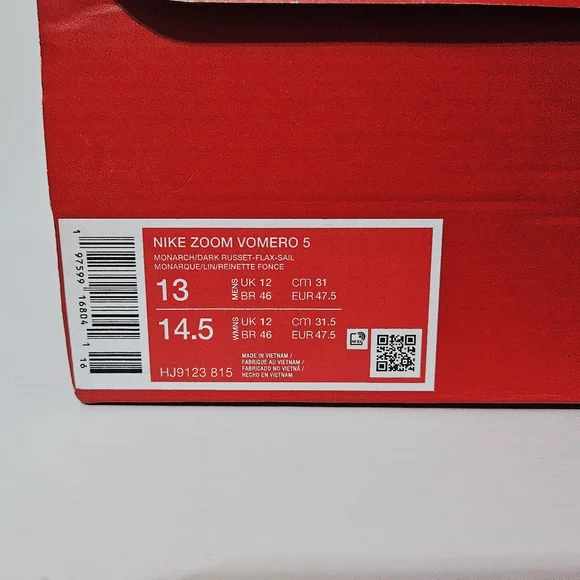 NIKE ZOOM VOMERO 5
MONARCH/DARK RUSSET-FLAX-SAIL
MONARQUE/LIN/REINETTE FONCE
13 MENS UK 12 cm 31
BR 46 EUR 47.5
14.5 WMNS UK 12 cm 31.5
BR 46 EUR 47.5
HJ9123 815
MADE IN VIETNAM /
FABRIQUE AU VIETNAM /
FABRICADO NO VIETNÃ /
HECHO EN VIETNAM
1 97599 16804 1 16